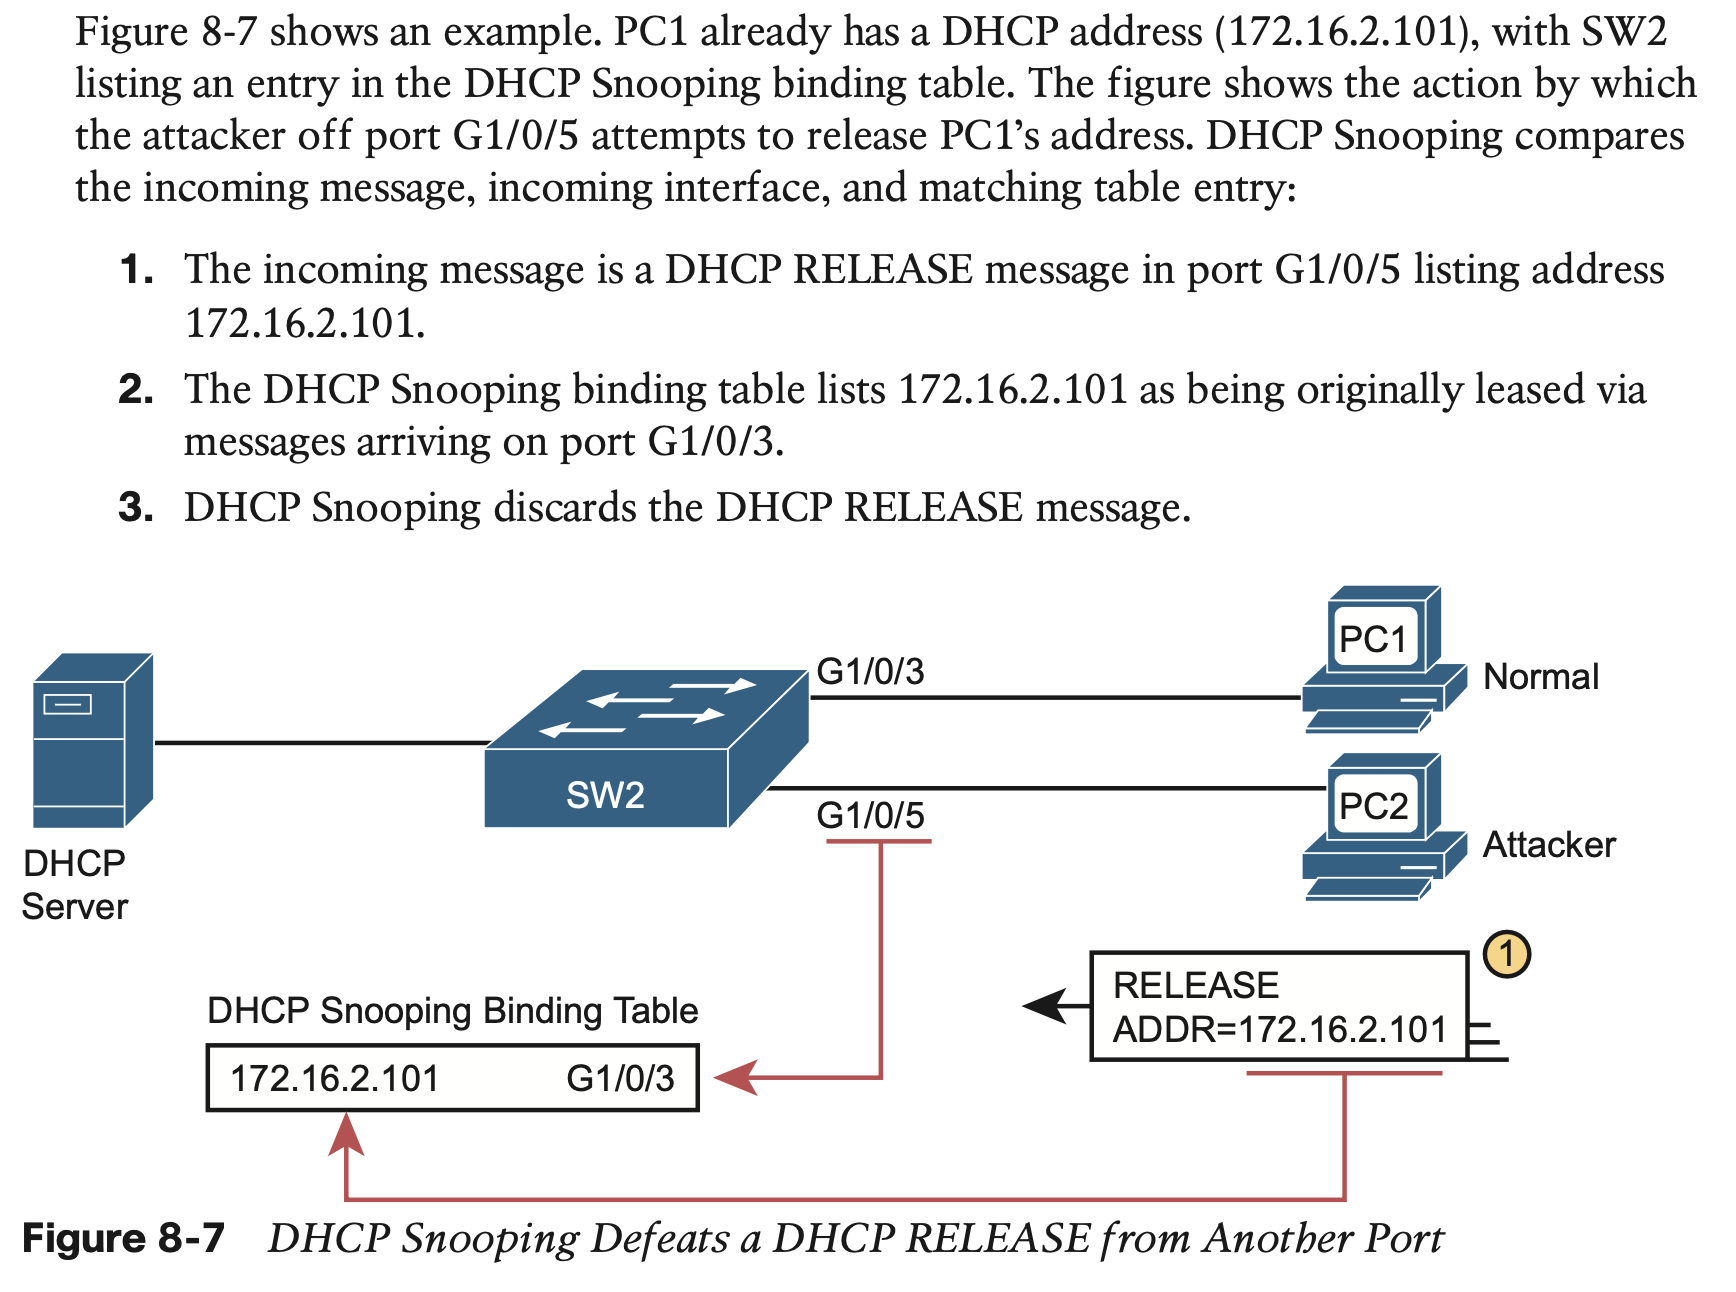 Figure 8-7 shows an example. PC1 already has a DHCP address (172.16.2.101), with SW2
listing an entry in the DHCP Snooping binding table. The figure shows the action by which
the attacker off port G1/0/5 attempts to release PC1’s address. DHCP Snooping compares
the incoming message, incoming interface, and matching table entry:
1. The incoming message is a DHCP RELEASE message in port G1/0/5 listing address
172.16.2.101.
2. The DHCP Snooping binding table lists 172.16.2.101 as being originally leased via
messages arriving on port G1/0/3.
3. DHCP Snooping discards the DHCP RELEASE message.
PC1
G1/0/3
Normal
SW2
PC2
G1/0/5
Attacker
DHCP
Server
1
RELEASE
ADDR=172.16.2.101
DHCP Snooping Binding Table
172.16.2.101 G1/0/3
Figure 8-7 DHCP Snooping Defeats a DHCP RELEASE from Another Port